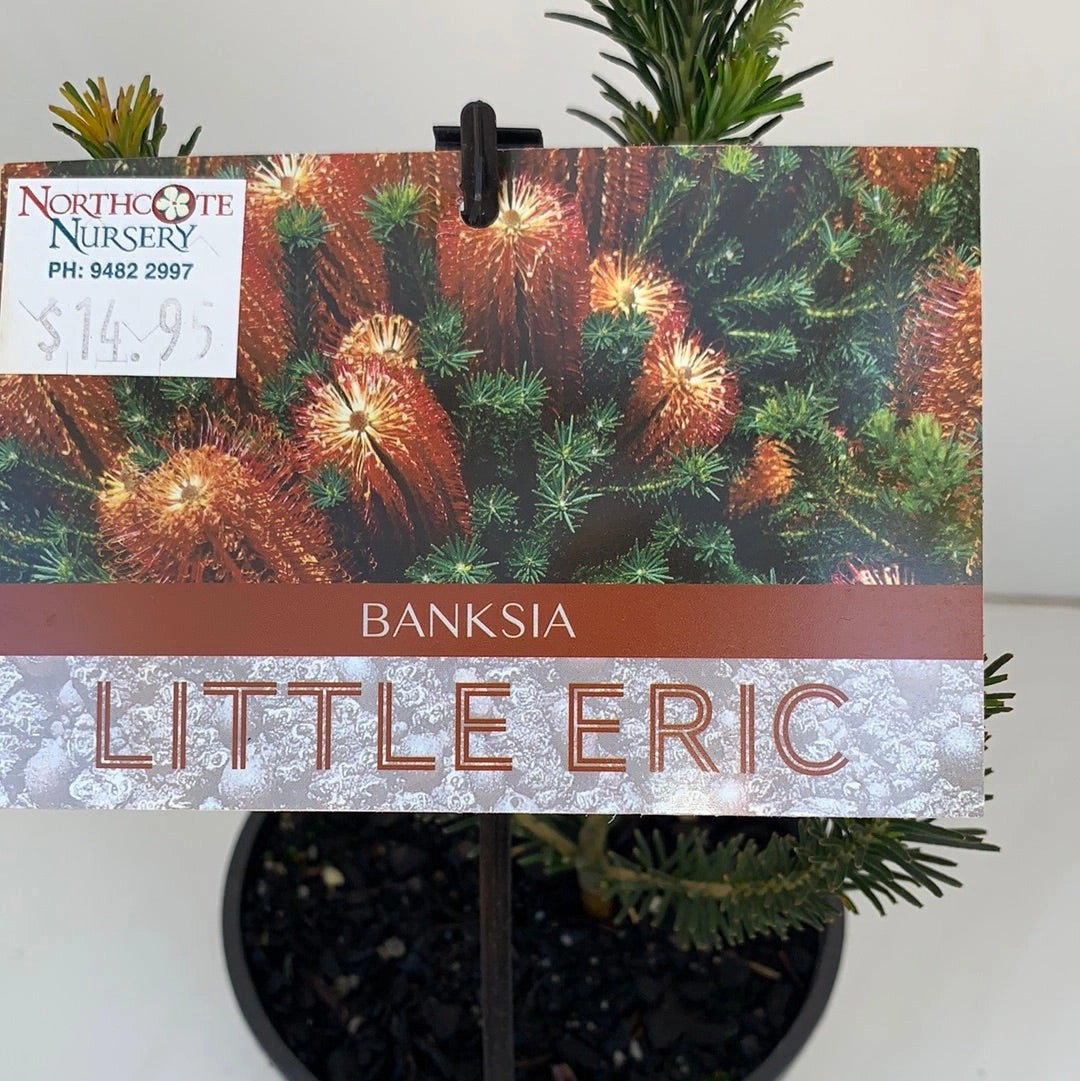 NORTHCOTE
NURSERY
PH: 9482 2997
$14.95
BANKSIA
LITTLE ERIC